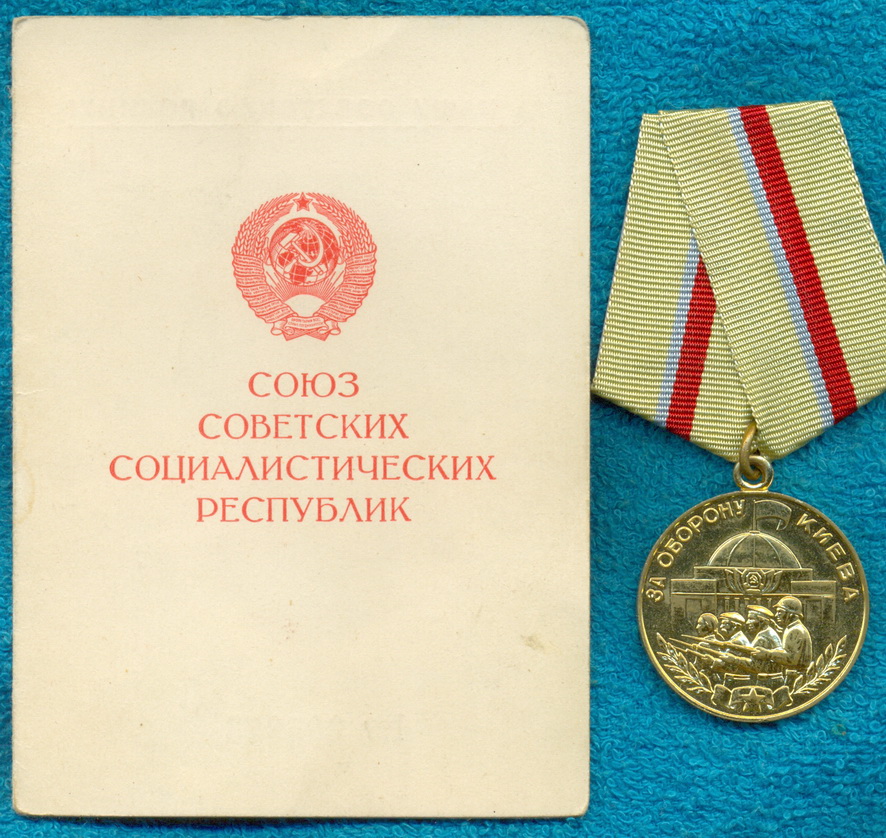 СОЮЗ
СОВЕТСКИХ
СОЦИАЛИСТИЧЕСКИХ
РЕСПУБЛИК
ЗА ОБОРОНУ КИЕВА